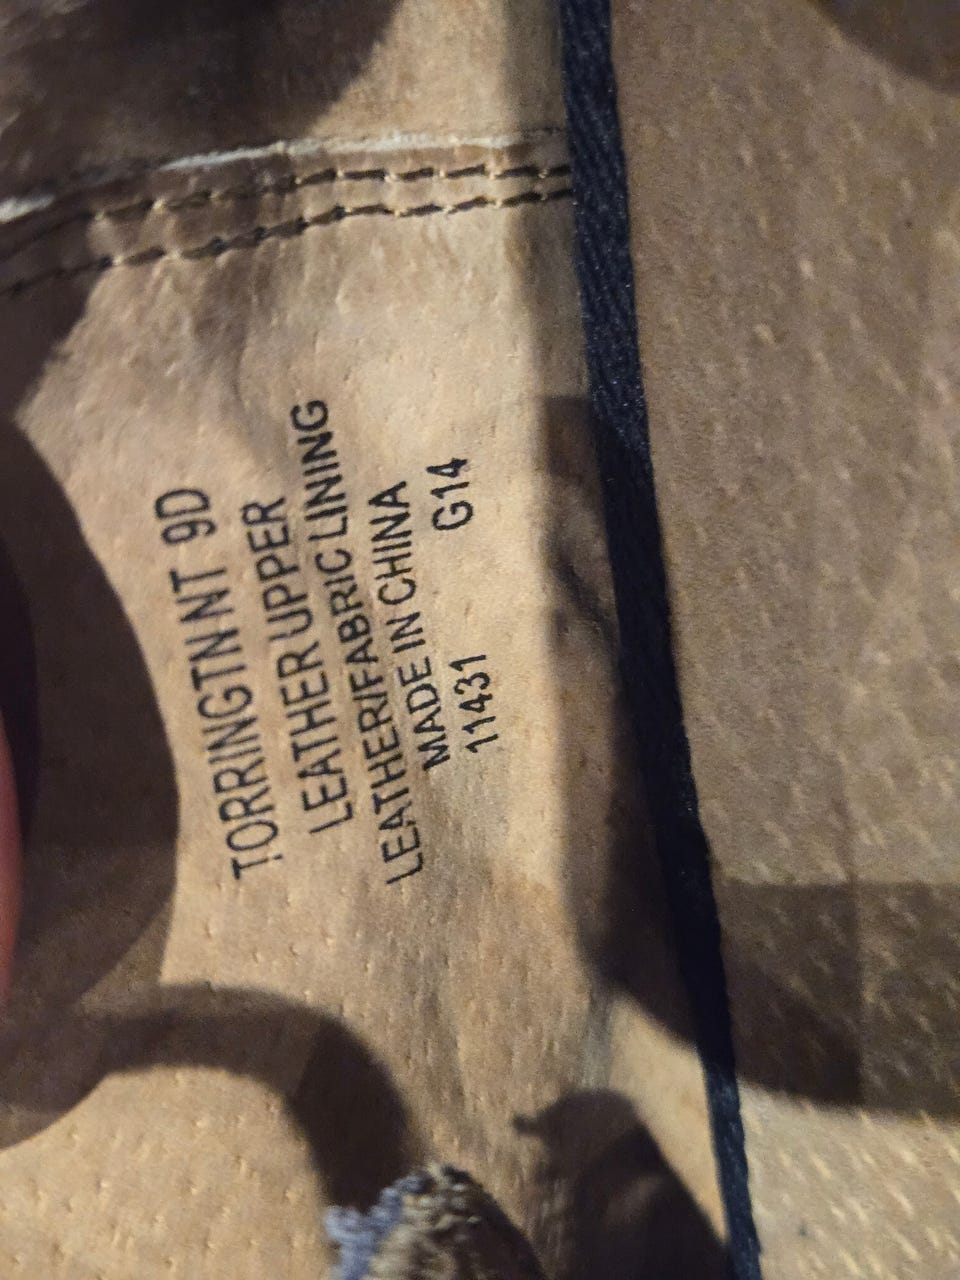 TORRINGTN NT 9D
LEATHER UPPER
LEATHER/FABRIC LINING
MADE IN CHINA
11431 G14